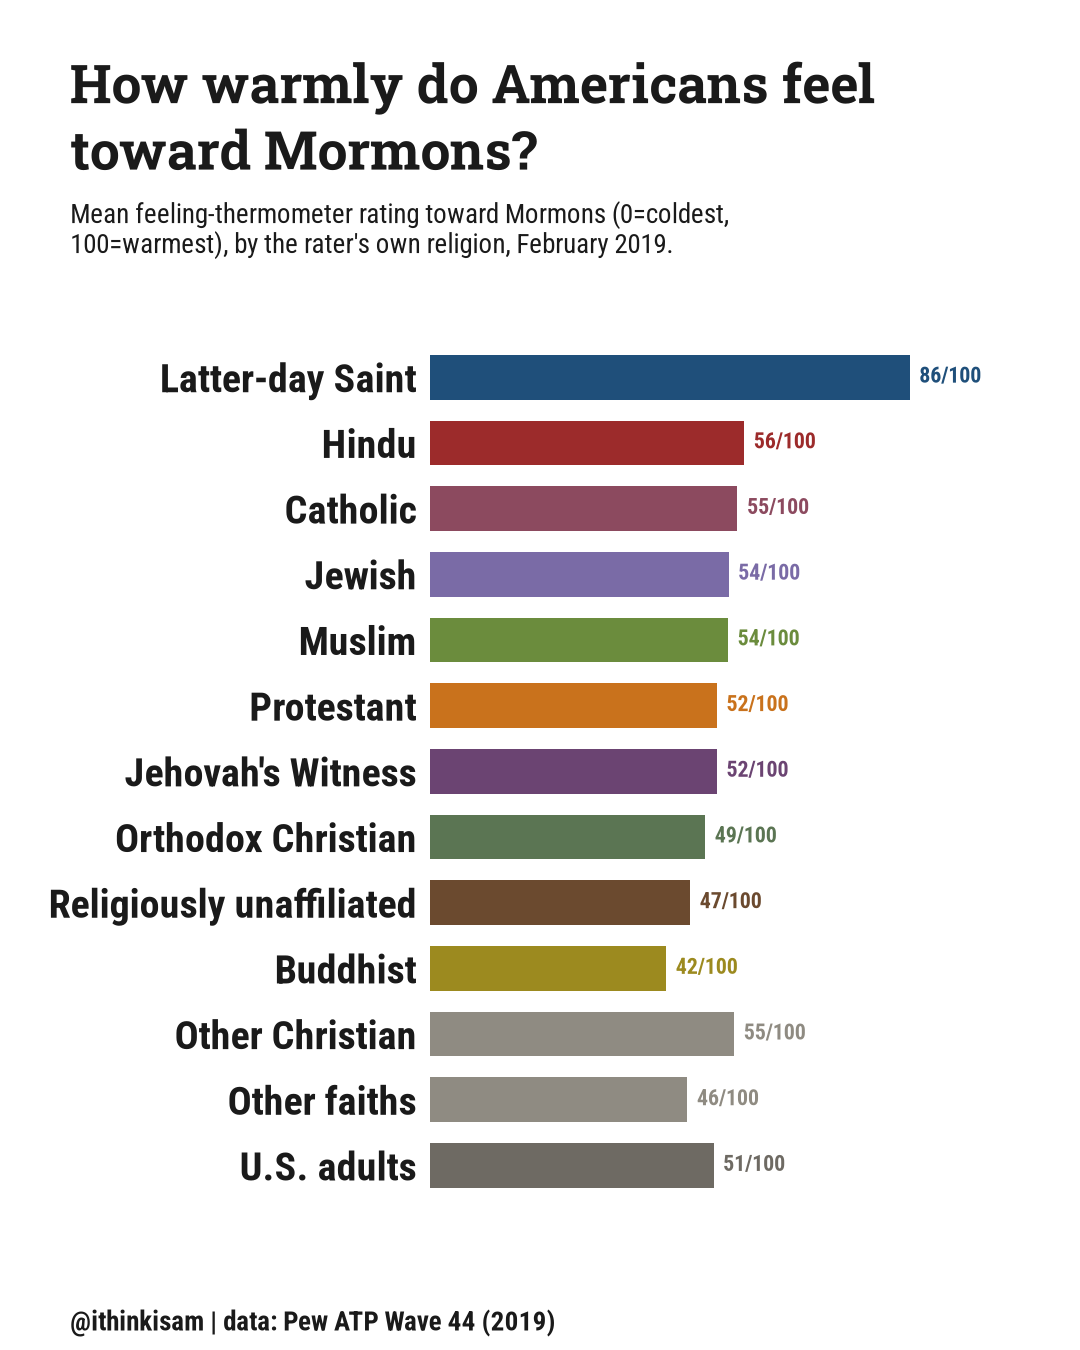 How warmly do Americans feel
toward Mormons?
Mean feeling-thermometer rating toward Mormons (0=coldest,
100=warmest), by the rater's own religion, February 2019.
Latter-day Saint 86/100
Hindu 56/100
Catholic 55/100
Jewish 54/100
Muslim 54/100
Protestant 52/100
Jehovah's Witness 52/100
Orthodox Christian 49/100
Religiously unaffiliated 47/100
Buddhist 42/100
Other Christian 55/100
Other faiths 46/100
U.S. adults 51/100
@ithinkisam | data: Pew ATP Wave 44 (2019)